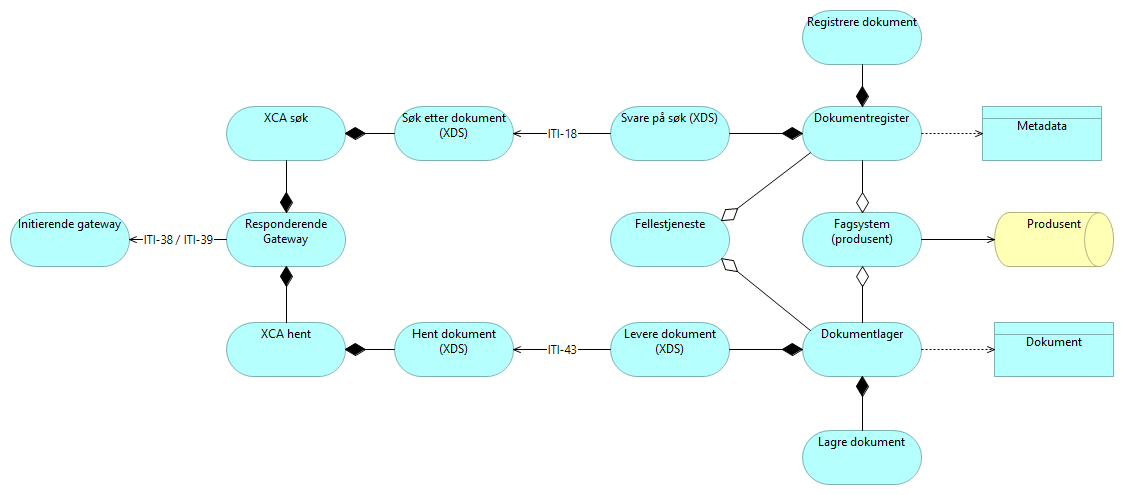 Registrere dokument
XCA søk
Søk etter dokument
(XDS)
ITI-18
Svare på søk (XDS)
Dokumentregister
Metadata
Initierende gateway
ITI-38 / ITI-39
Responderende
Gateway
Fellestjeneste
Fagsystem
(produsent)
Produsent
XCA hent
Hent dokument
(XDS)
ITI-43
Levere dokument
(XDS)
Dokumentlager
Dokument
Lagre dokument